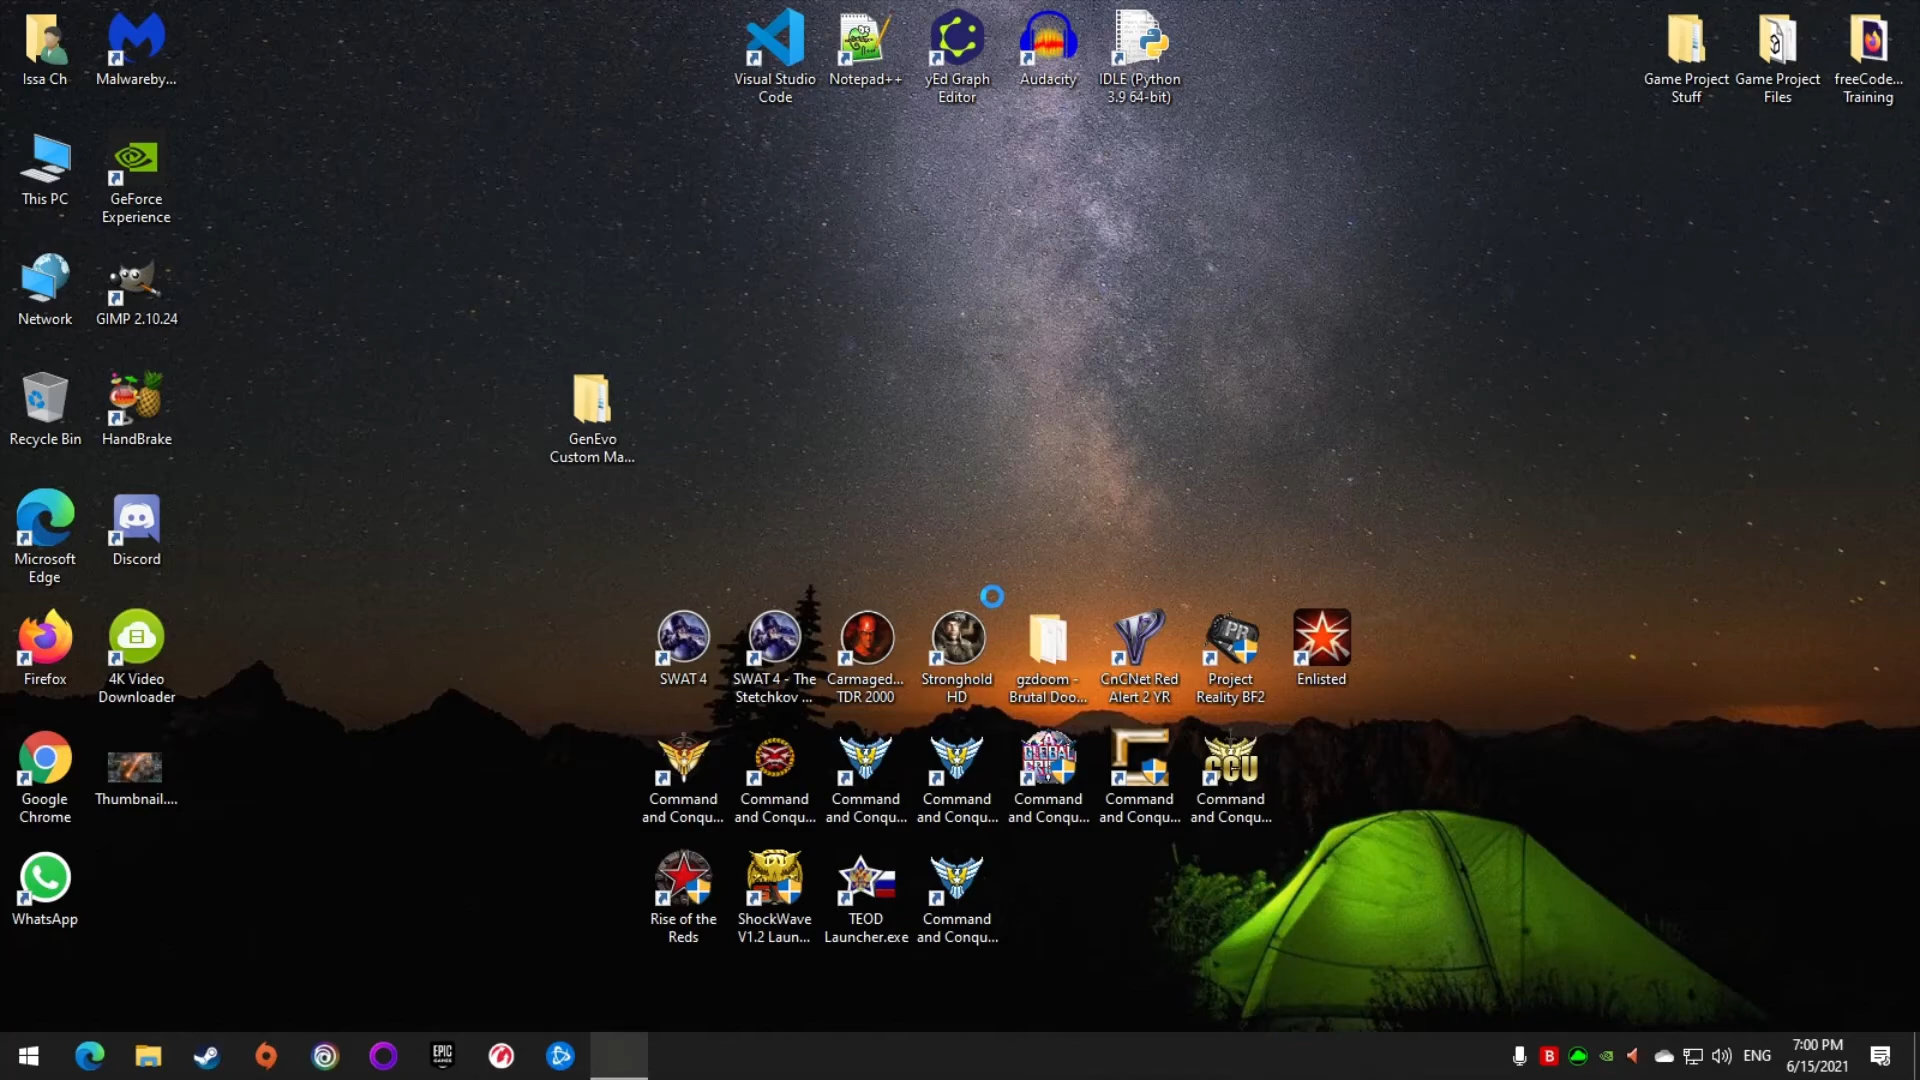 Issa Ch
Malwareby...
Visual Studio
Code
Notepad++
yEd Graph
Editor
Audacity
IDLE (Python
3.9 64-bit)
Game Project
Stuff
Game Project
Files
freeCode...
Training
This PC
GeForce
Experience
Network
GIMP 2.10.24
Recycle Bin
HandBrake
GenEvo
Custom Ma...
Microsoft
Edge
Discord
Firefox
4K Video
Downloader
SWAT 4
SWAT 4 - The
Stetchkov ...
Carmaged...
TDR 2000
Stronghold
HD
gzdoom -
Brutal Doo...
CnCNet Red
Alert 2 YR
PR
Project
Reality BF2
Enlisted
Google
Chrome
Thumbnail....
Command
and Conqu...
Command
and Conqu...
Command
and Conqu...
Command
and Conqu...
GLOBAL
Command
and Conqu...
Command
and Conqu...
CCU
Command
and Conqu...
WhatsApp
Rise of the
Reds
ShockWave
V1.2 Laun...
TEOD
Launcher.exe
Command
and Conqu...
EPIC
GAMES
B
ENG
7:00 PM
6/15/2021